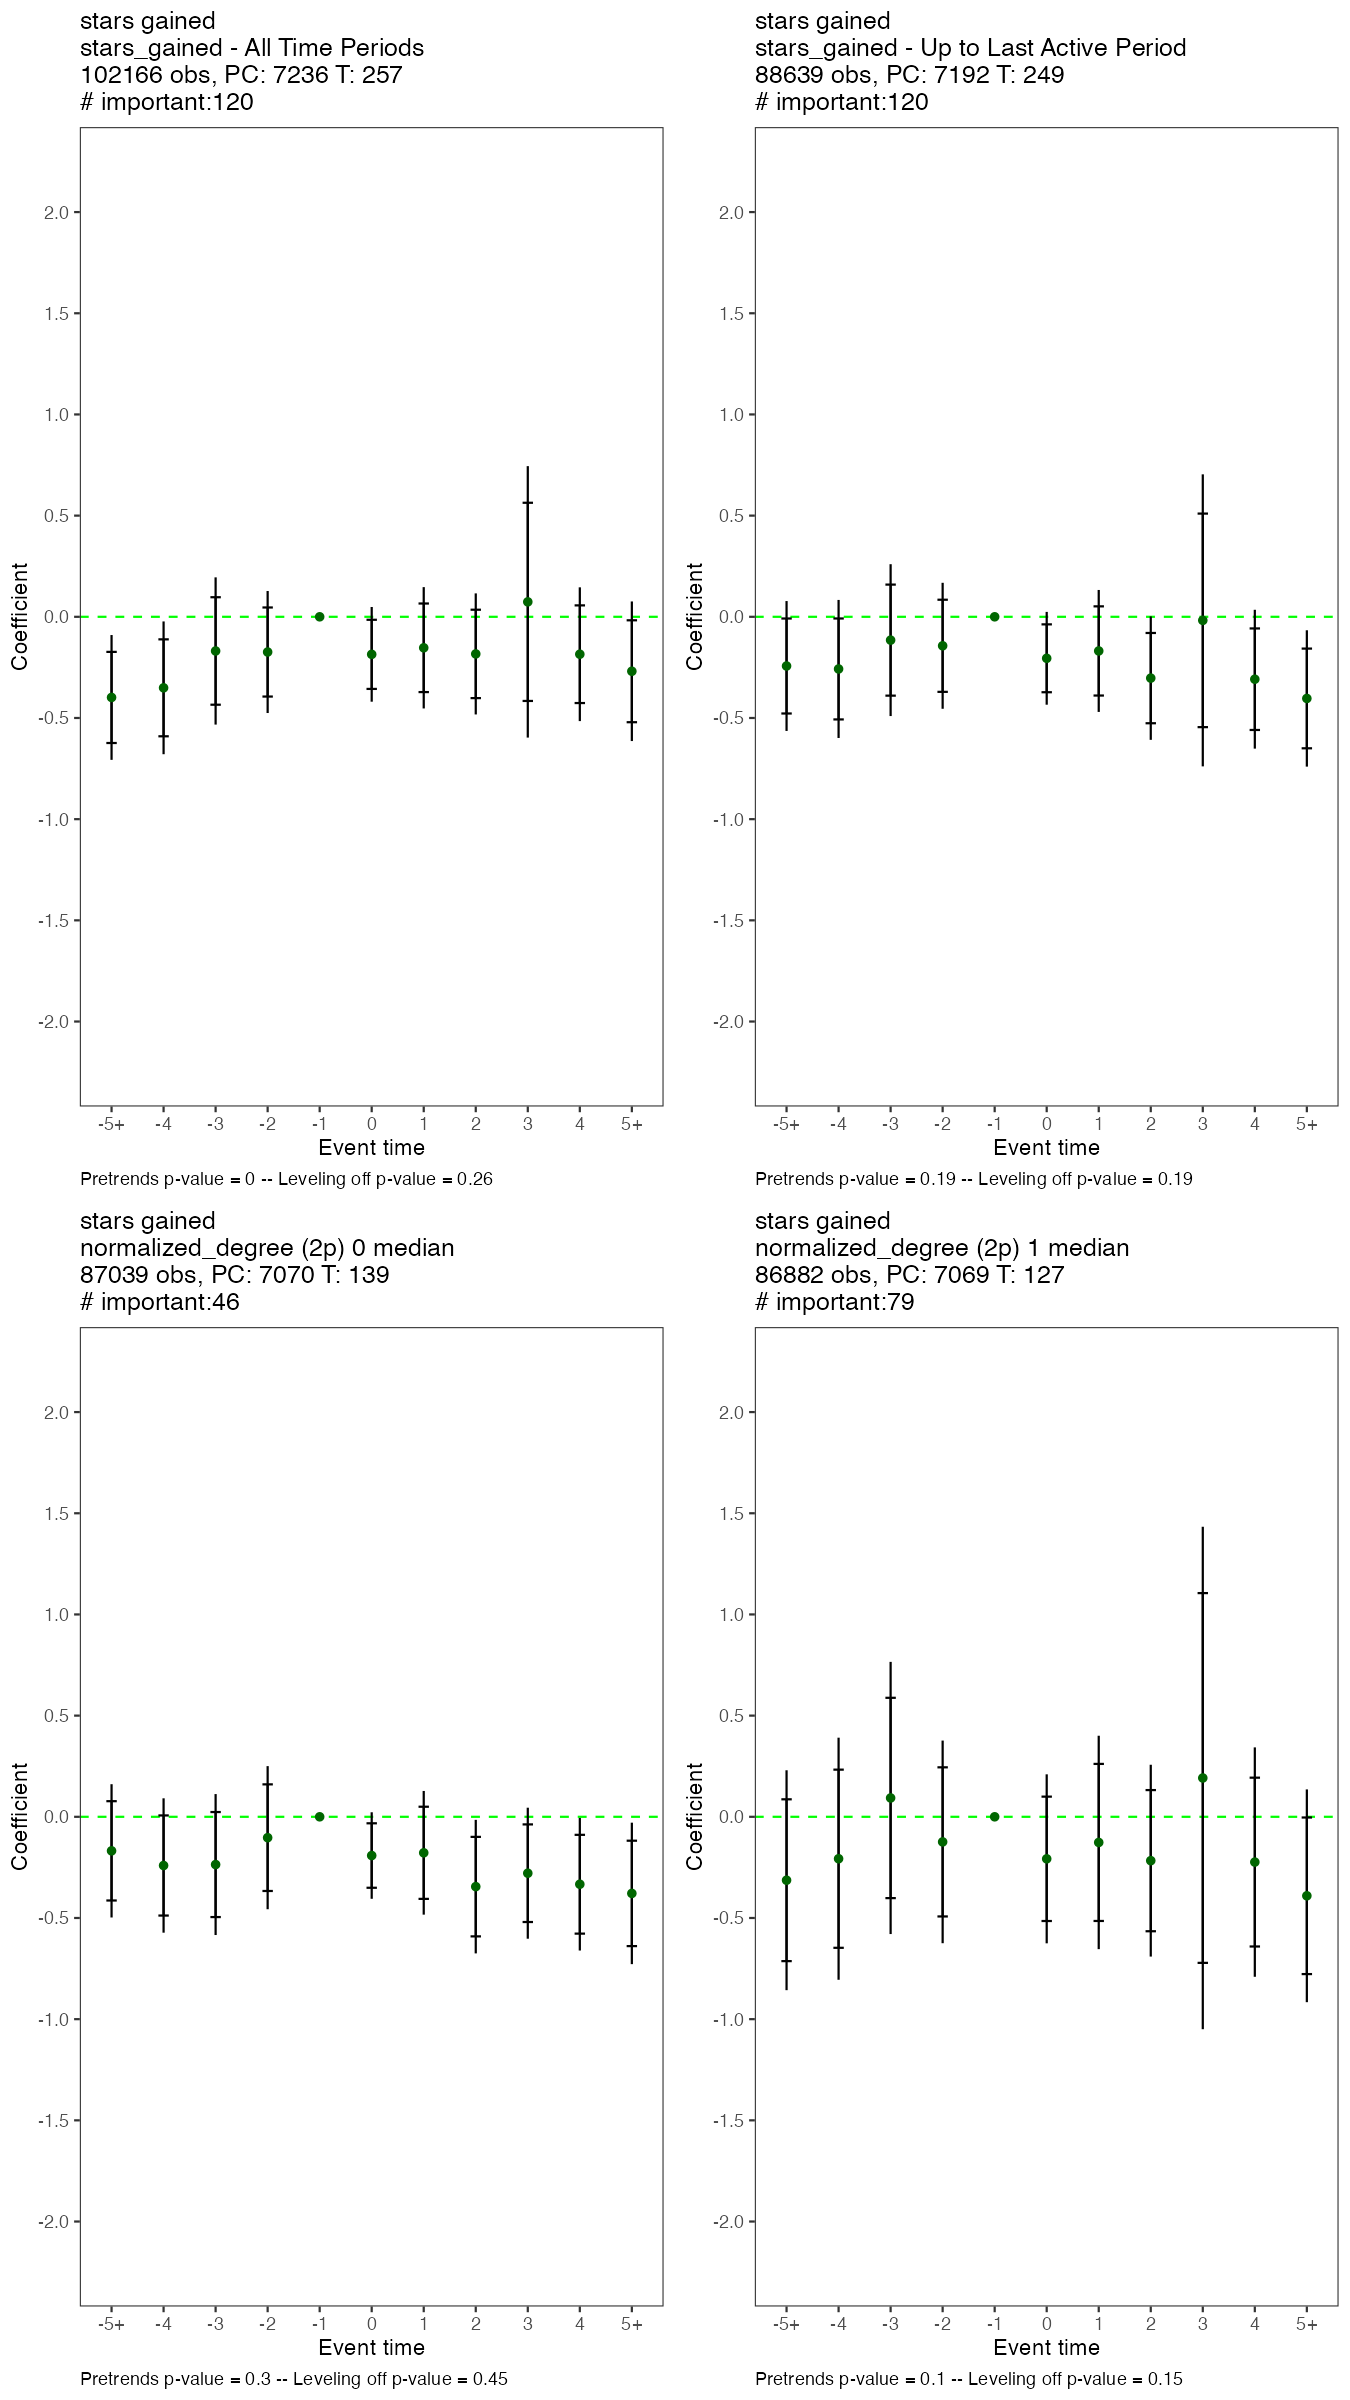 stars gained
stars_gained - All Time Periods
102166 obs, PC: 7236 T: 257
# important:120
2.0
1.5
1.0
0.5
0.0
-0.5
-1.0
-1.5
-2.0
Coefficient
-5+ -4 -3 -2 -1 0 1 2 3 4 5+
Event time
Pretrends p-value = 0 -- Leveling off p-value = 0.26
stars gained
stars_gained - Up to Last Active Period
88639 obs, PC: 7192 T: 249
# important:120
2.0
1.5
1.0
0.5
0.0
-0.5
-1.0
-1.5
-2.0
Coefficient
-5+ -4 -3 -2 -1 0 1 2 3 4 5+
Event time
Pretrends p-value = 0.19 -- Leveling off p-value = 0.19
stars gained
normalized_degree (2p) 0 median
87039 obs, PC: 7070 T: 139
# important:46
2.0
1.5
1.0
0.5
0.0
-0.5
-1.0
-1.5
-2.0
Coefficient
-5+ -4 -3 -2 -1 0 1 2 3 4 5+
Event time
Pretrends p-value = 0.3 -- Leveling off p-value = 0.45
stars gained
normalized_degree (2p) 1 median
86882 obs, PC: 7069 T: 127
# important:79
2.0
1.5
1.0
0.5
0.0
-0.5
-1.0
-1.5
-2.0
Coefficient
-5+ -4 -3 -2 -1 0 1 2 3 4 5+
Event time
Pretrends p-value = 0.1 -- Leveling off p-value = 0.15